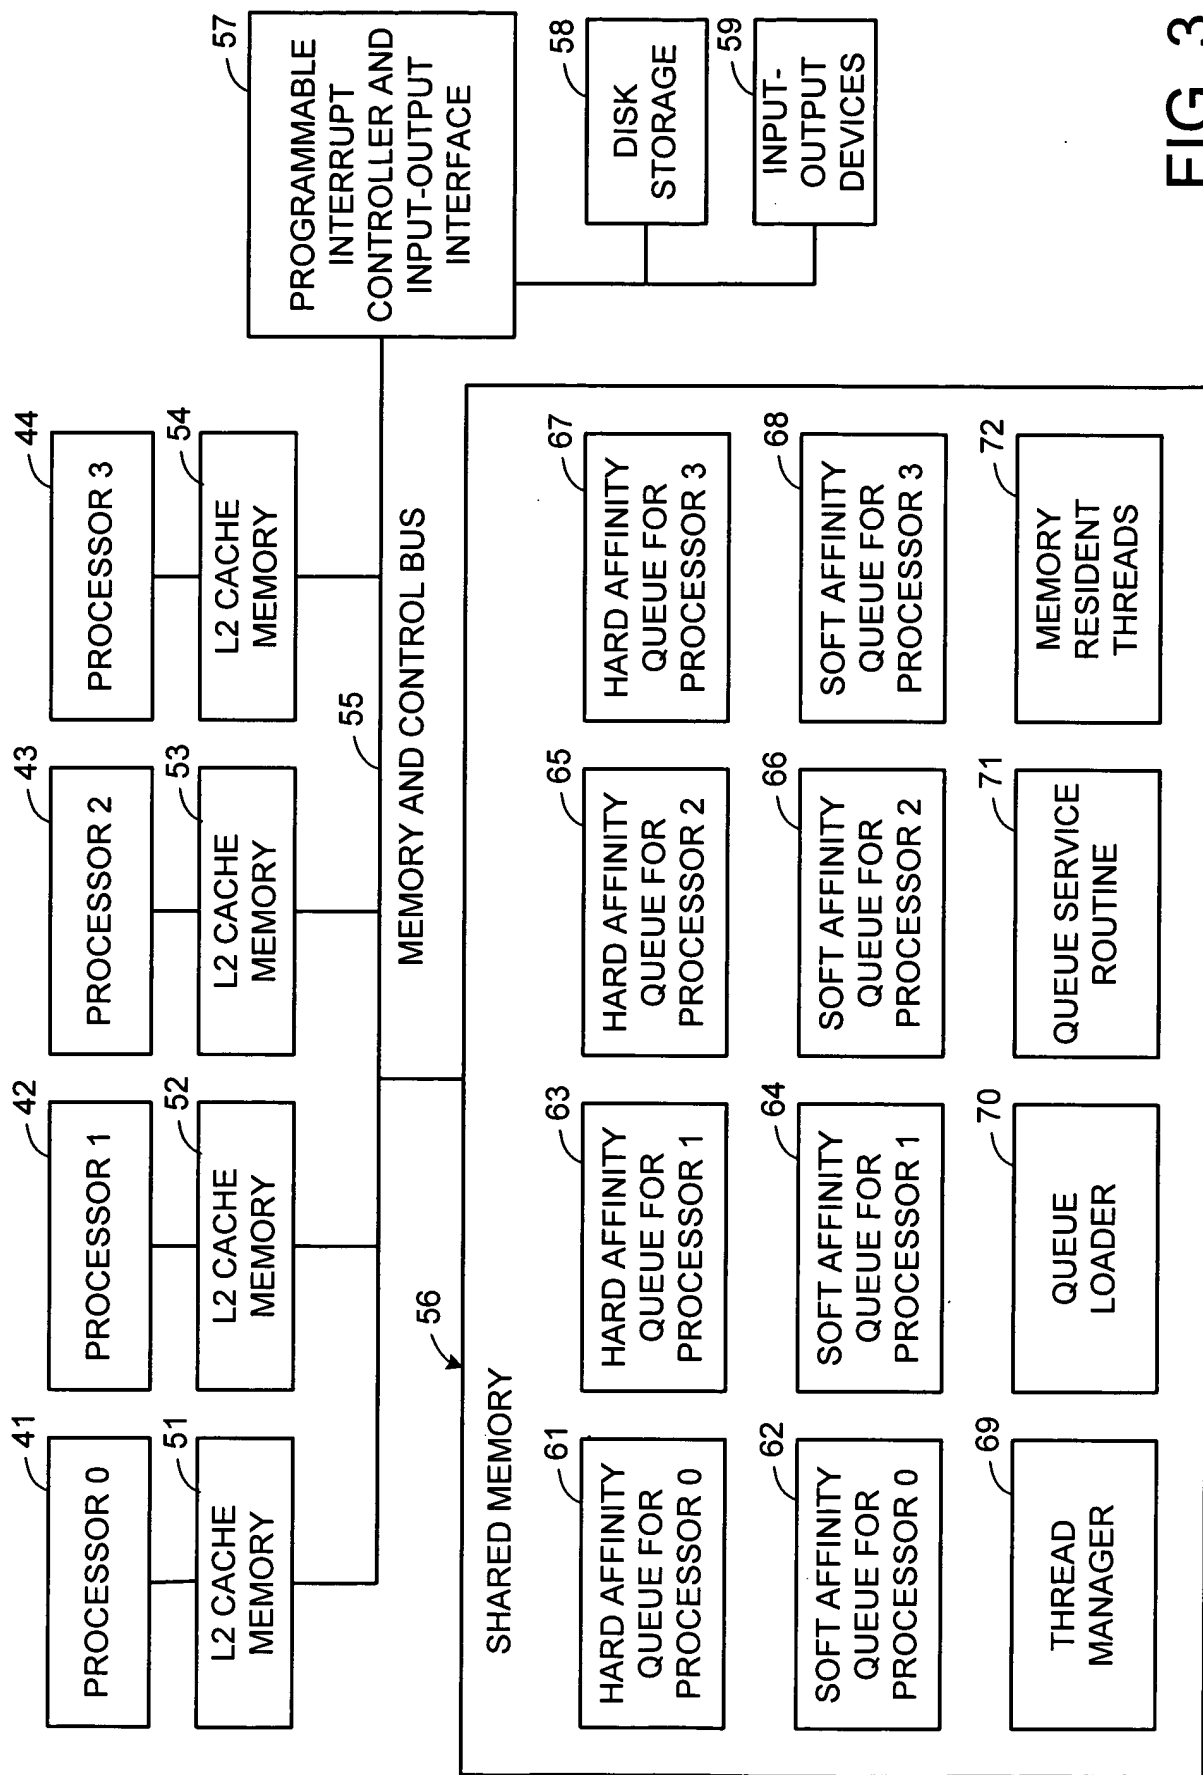 41
PROCESSOR 0
42
PROCESSOR 1
43
PROCESSOR 2
44
PROCESSOR 3
51
L2 CACHE
MEMORY
52
L2 CACHE
MEMORY
53
L2 CACHE
MEMORY
54
L2 CACHE
MEMORY
55
MEMORY AND CONTROL BUS
57
PROGRAMMABLE
INTERRUPT
CONTROLLER AND
INPUT-OUTPUT
INTERFACE
58
DISK
STORAGE
59
INPUT-
OUTPUT
DEVICES
56
SHARED MEMORY
61
HARD AFFINITY
QUEUE FOR
PROCESSOR 0
63
HARD AFFINITY
QUEUE FOR
PROCESSOR 1
65
HARD AFFINITY
QUEUE FOR
PROCESSOR 2
67
HARD AFFINITY
QUEUE FOR
PROCESSOR 3
62
SOFT AFFINITY
QUEUE FOR
PROCESSOR 0
64
SOFT AFFINITY
QUEUE FOR
PROCESSOR 1
66
SOFT AFFINITY
QUEUE FOR
PROCESSOR 2
68
SOFT AFFINITY
QUEUE FOR
PROCESSOR 3
69
THREAD
MANAGER
70
QUEUE
LOADER
71
QUEUE SERVICE
ROUTINE
72
MEMORY
RESIDENT
THREADS
FIG. 3